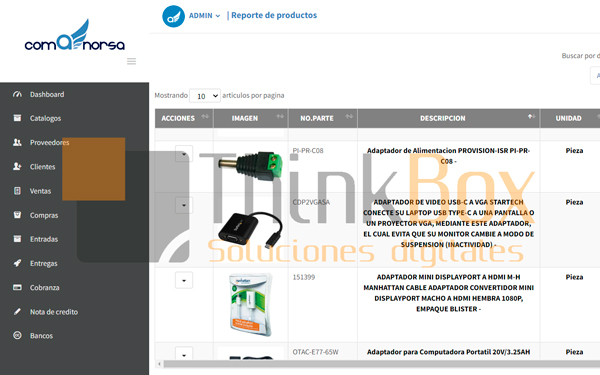 comanorsa
ADMIN
| Reporte de productos
Buscar por d
Mostrando 10 articulos por pagina
Dashboard
Catalogos
Proveedores
Clientes
Ventas
Compras
Entradas
Entregas
Cobranza
Nota de credito
Bancos
ACCIONES IMAGEN NO.PARTE DESCRIPCION UNIDAD
PI-PR-C08 Adaptador de Alimentacion PROVISION-ISR PI-PR-
C08 - Pieza
CDP2VGASA ADAPTADOR DE VIDEO USB-C A VGA STARTECH Pieza
CONECTE SU LAPTOP USB TYPE-C A UNA PANTALLA O
UN PROYECTOR VGA, MEDIANTE ESTE ADAPTADOR,
EL CUAL EVITA QUE SU MONITOR CAMBIE A MODO DE
SUSPENSION (INACTIVIDAD) -
151399 ADAPTADOR MINI DISPLAYPORT A HDMI M-H Pieza
MANHATTAN CABLE ADAPTADOR CONVERTIDOR MINI
DISPLAYPORT MACHO A HDMI HEMBRA 1080P,
EMPAQUE BLISTER -
OTAC-E77-65W Adaptador para Computadora Portatil 20V/3.25AH Pieza
ThinkBox
Soluciones digitales